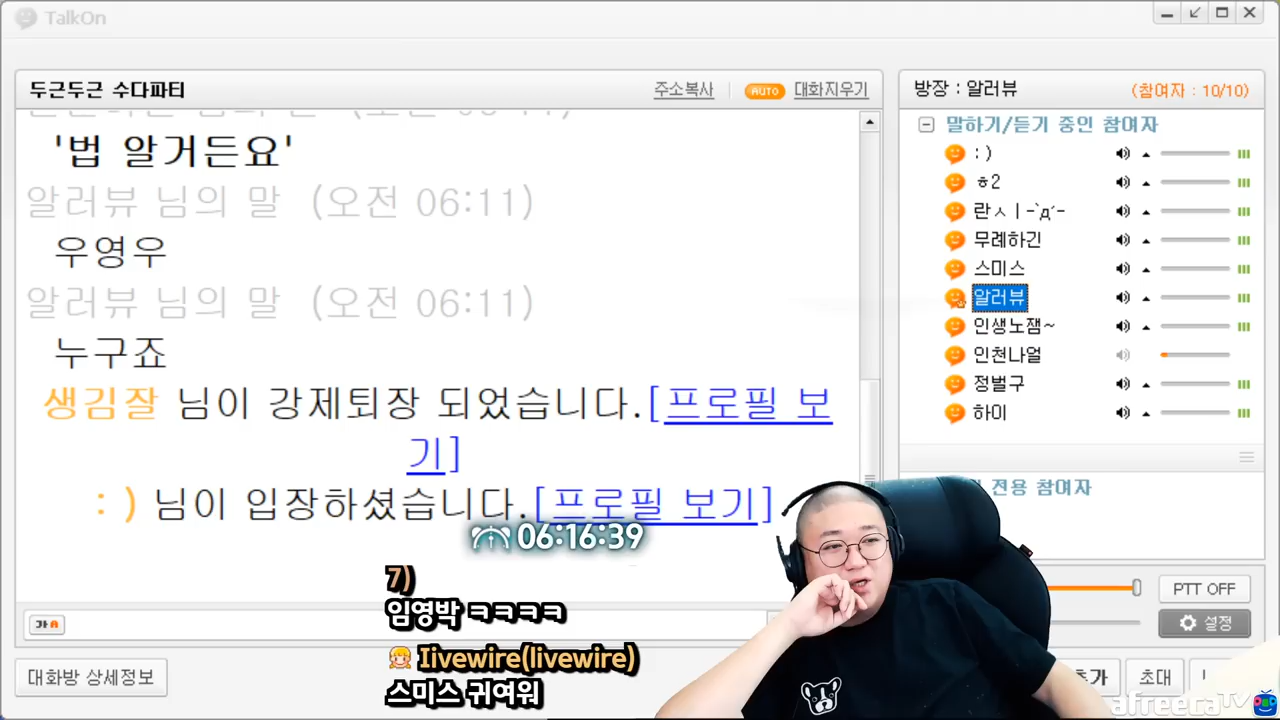 TalkOn
두근두근 수다파티
주소복사
AUTO
대화지우기
'법 알거든요'
알러뷰 님의 말 (오전 06:11)
우영우
알러뷰 님의 말 (오전 06:11)
누구죠
생김잘 님이 강제퇴장 되었습니다.[프로필 보
기]
: ) 님이 입장하셨습니다.[프로필 보기]
06:16:39
7)
임영박 ㅋㅋㅋㅋ
Iivewire(livewire)
스미스 귀여워
가
대화방 상세정보
방장 : 알러뷰
(참여자 : 10/10)
말하기/듣기 중인 참여자
: )
ㅎ2
란ㅅㅣ-`д´-
무례하긴
스미스
알러뷰
인생노잼~
인천나얼
정벌구
하이
전용 참여자
PTT OFF
설정
추가
초대
afreecaTV